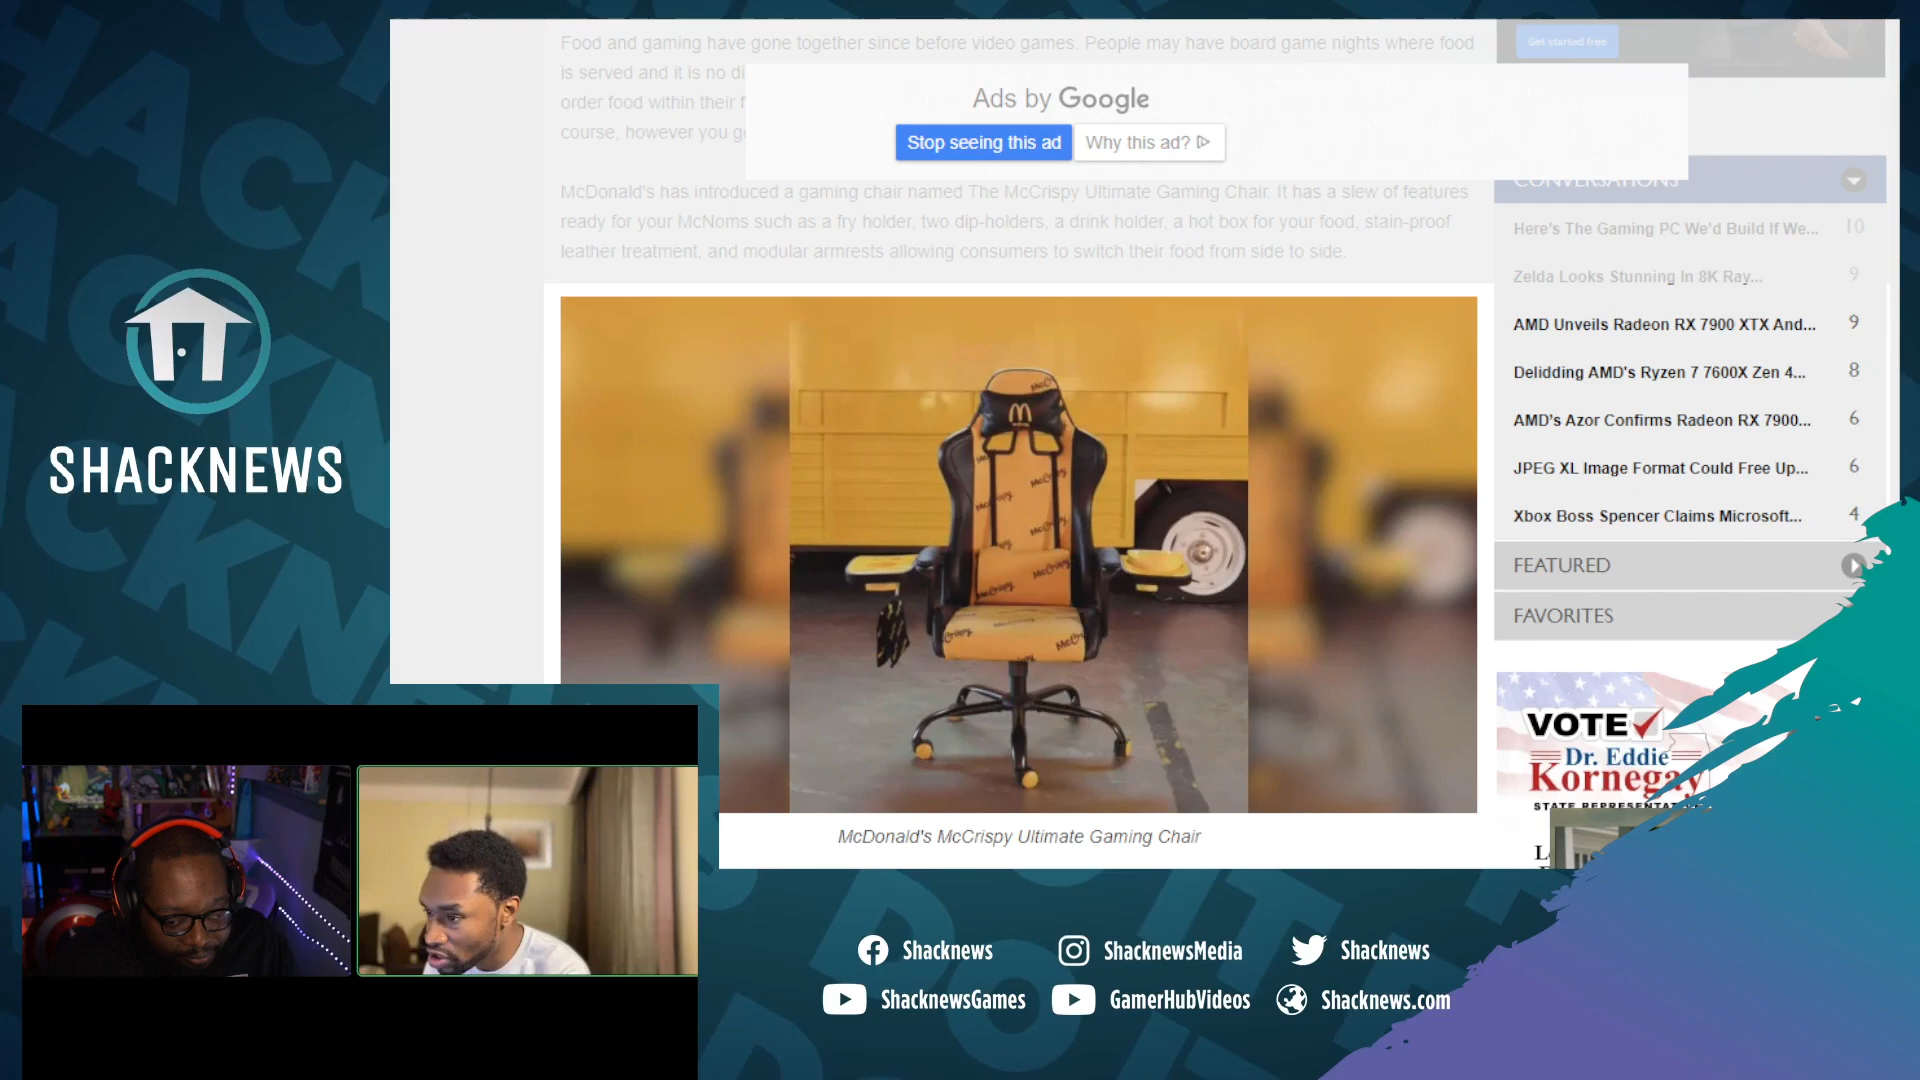 Food and gaming have gone together since before video games. People may have board game nights where food
is served and it is no di
order food within their f
course, however you g
Ads by Google
Stop seeing this ad
Why this ad?
Get started free
McDonald's has introduced a gaming chair named The McCrispy Ultimate Gaming Chair. It has a slew of features
ready for your McNoms such as a fry holder, two dip-holders, a drink holder, a hot box for your food, stain-proof
leather treatment, and modular armrests allowing consumers to switch their food from side to side.
CONVERSATIONS
Here's The Gaming PC We'd Build If We... 10
Zelda Looks Stunning In 8K Ray... 9
AMD Unveils Radeon RX 7900 XTX And... 9
Delidding AMD's Ryzen 7 7600X Zen 4... 8
AMD's Azor Confirms Radeon RX 7900... 6
JPEG XL Image Format Could Free Up... 6
Xbox Boss Spencer Claims Microsoft... 4
FEATURED
FAVORITES
SHACKNEWS
McCrispy
McCrispy
McCrispy
VOTE
Dr. Eddie
Kornegay
McDonald's McCrispy Ultimate Gaming Chair
Shacknews
ShacknewsMedia
Shacknews
ShacknewsGames
GamerHubVideos
Shacknews.com